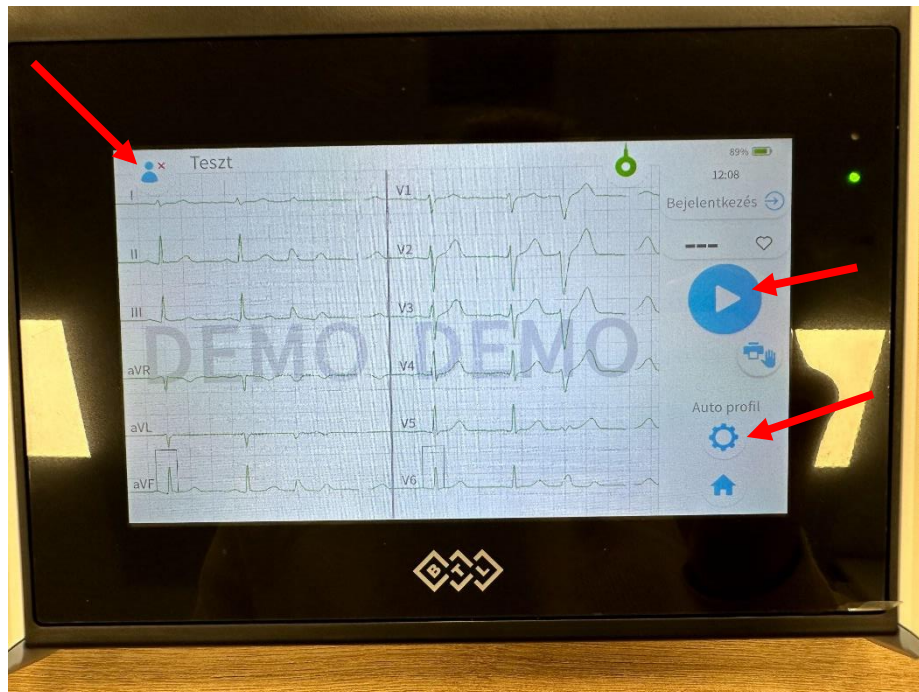 Teszt
89%
12:08
Bejelentkezés
---
I
V1
II
V2
III
V3
DEMO DEMO
aVR
V4
Auto profil
aVL
V5
aVF
V6
BTL